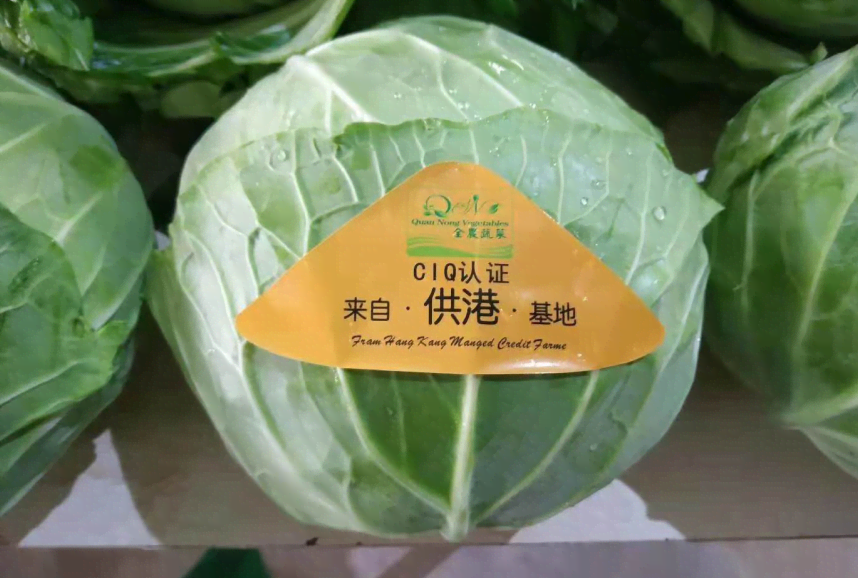 Quan Nong Vegetables
全農蔬菜
CIQ认证
来自·供港·基地
Fram Hang Kang Manged Credit Farme